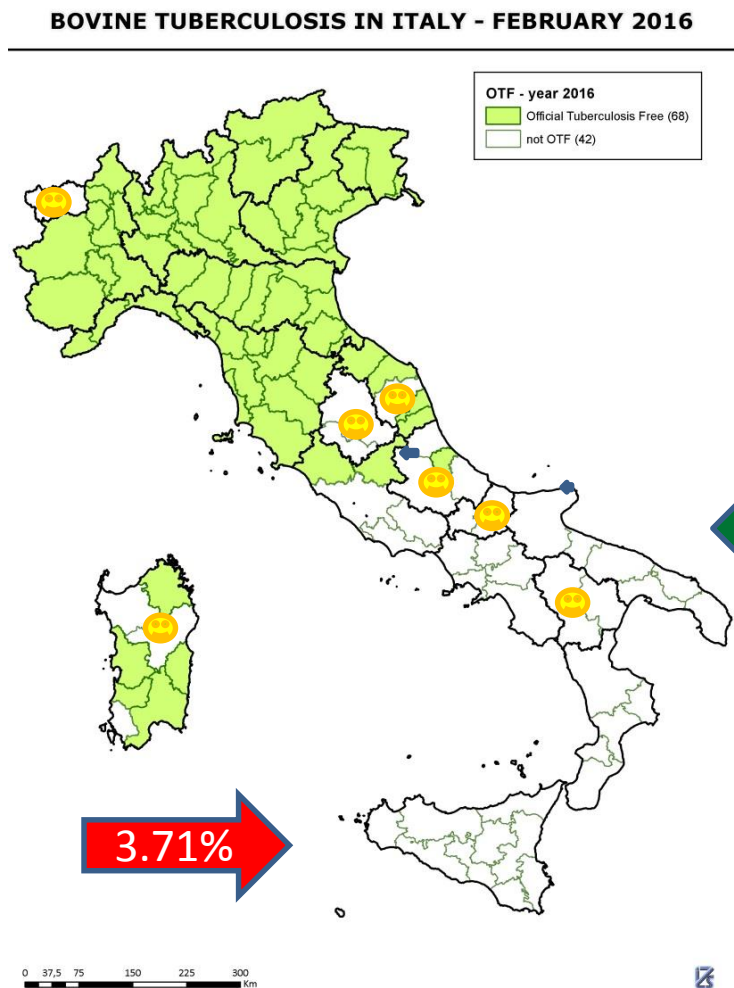 BOVINE TUBERCULOSIS IN ITALY - FEBRUARY 2016
OTF - year 2016
Official Tuberculosis Free (68)
not OTF (42)
3.71%
0 37,5 75 150 225 300
Km